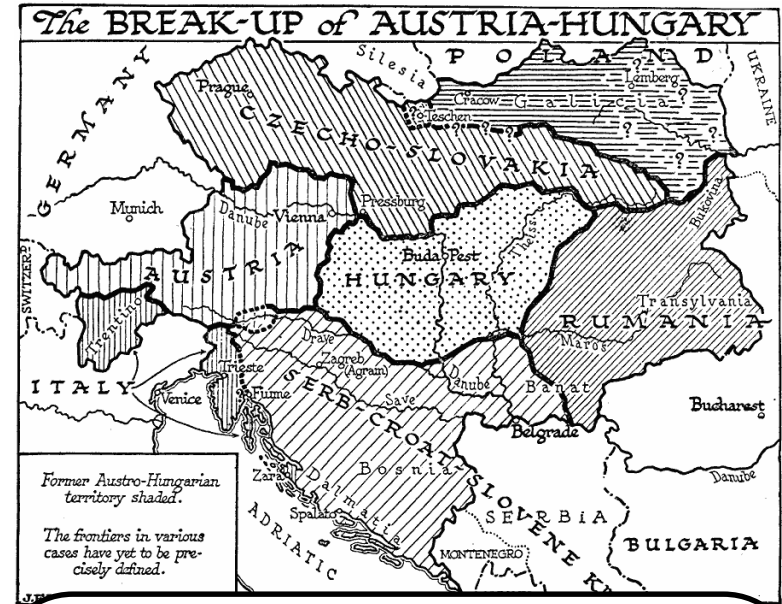 The BREAK-UP of AUSTRIA-HUNGARY
GERMANY
Silesia
POLAND
UKRAINE
Prague
Cracow
Galicia
Lemberg
?
?
?
?
Teschen
?
?
?
?
?
CZECHO-SLOVAKIA
Munich
Danube
Vienna
Pressburg
Theiss
Bukovina
SWITZERD
AUSTRIA
Buda Pest
HUNGARY
Trentino
Transylvania
RUMANIA
Maros
Drave
ITALY
Trieste
Zagreb
(Agram)
Danube
Banat
Venice
Fiume
Save
SERB-CROAT-SLOVENE
Bucharest
Belgrade
Bosnia
Zara
Dalmatia
Danube
Spalato
SERBIA
ADRIATIC
MONTENEGRO
BULGARIA
Former Austro-Hungarian
territory shaded.
The frontiers in various
cases have yet to be pre-
cisely defined.